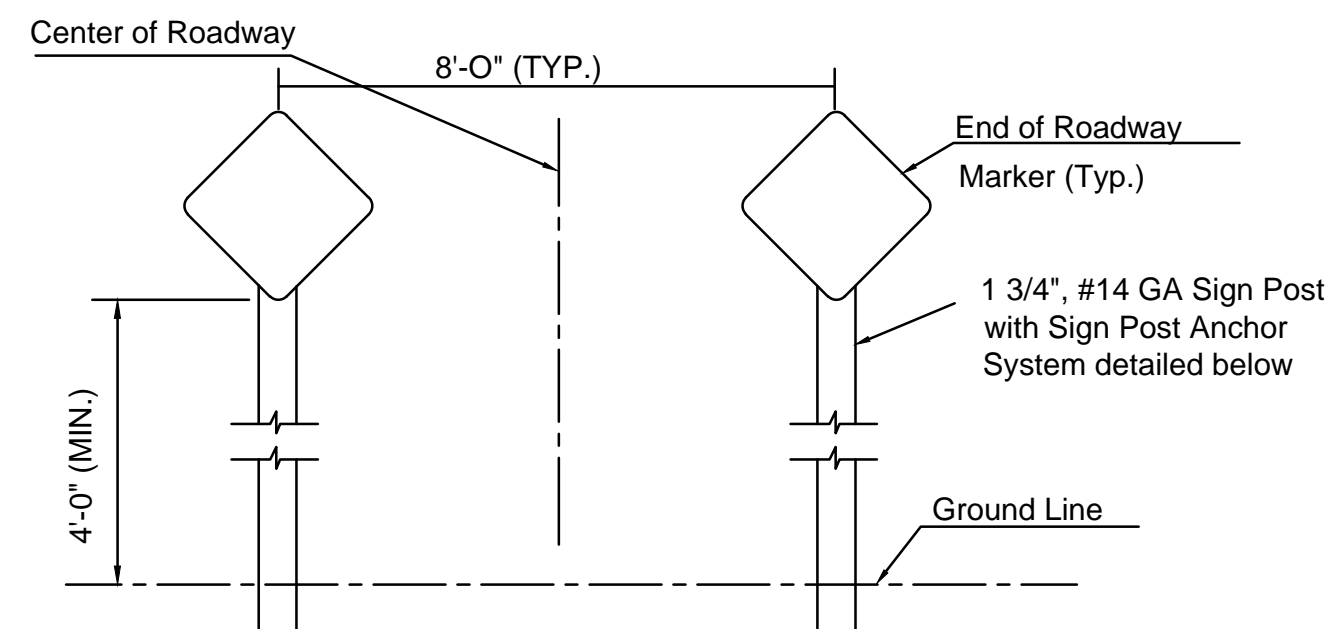 Center of Roadway
8'-O" (TYP.)
End of Roadway
Marker (Typ.)
1 3/4", #14 GA Sign Post
with Sign Post Anchor
System detailed below
4'-0" (MIN.)
Ground Line